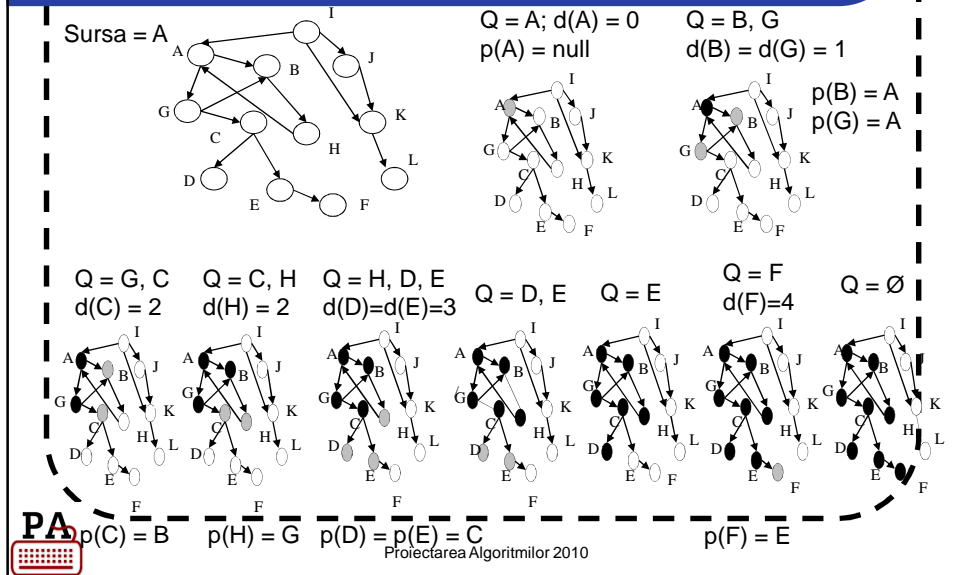 Sursa = A
I
A
B
J
G
C
H
K
D
E
F
L
Q = A; d(A) = 0
p(A) = null
I
A
B
J
G
C
H
K
D
E
F
L
Q = B, G
d(B) = d(G) = 1
p(B) = A
p(G) = A
I
A
B
J
G
C
H
K
D
E
F
L
Q = G, C
d(C) = 2
I
A
B
J
G
C
H
K
D
E
F
L
p(C) = B
Q = C, H
d(H) = 2
I
A
B
J
G
C
H
K
D
E
F
L
p(H) = G
Q = H, D, E
d(D)=d(E)=3
I
A
B
J
G
C
H
K
D
E
F
L
p(D) = p(E) = C
Q = D, E
I
A
B
J
G
C
H
K
D
E
F
L
Q = E
I
A
B
J
G
C
H
K
D
E
F
L
Q = F
d(F)=4
I
A
B
J
G
C
H
K
D
E
F
L
p(F) = E
Q = Ø
I
A
B
J
G
C
H
K
D
E
F
L
PA
Proiectarea Algoritmilor 2010